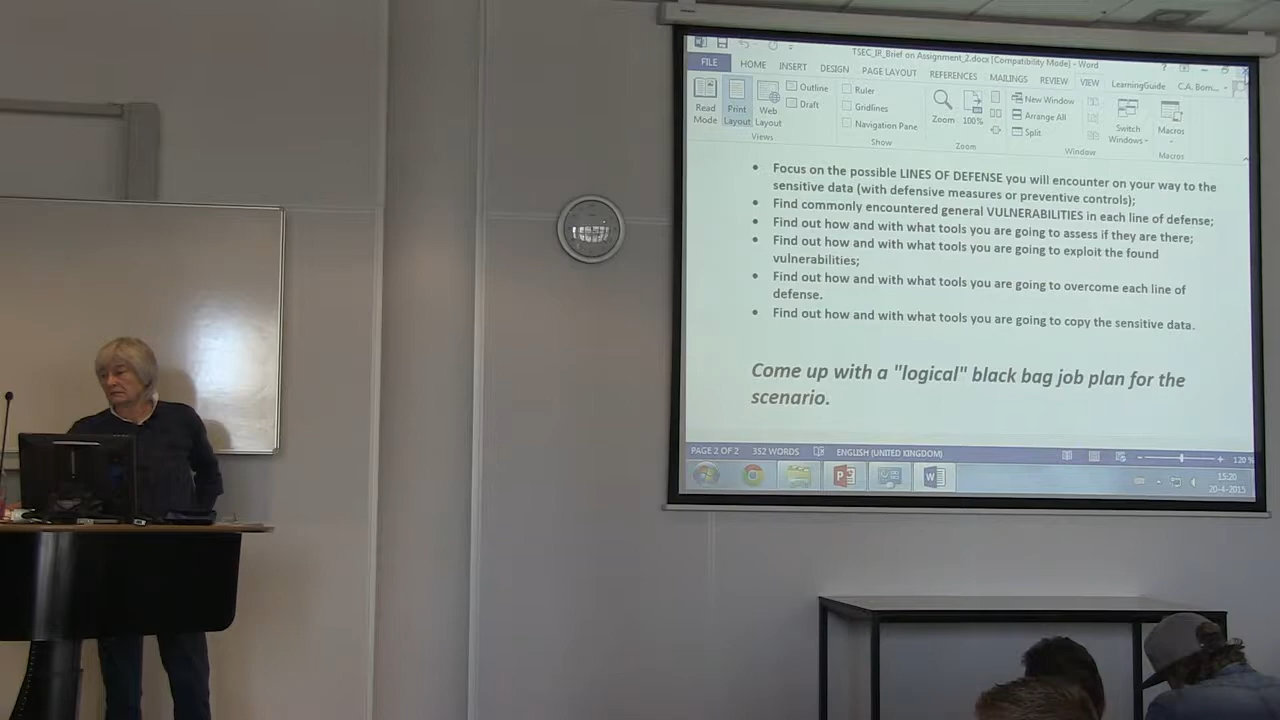 TSEC_IR_Brief on Assignment_2.docx [Compatibility Mode] - Word
FILE HOME INSERT DESIGN PAGE LAYOUT REFERENCES MAILINGS REVIEW VIEW LearningGuide C.A. Bom...
Read Mode
Print Layout
Web Layout
Outline
Draft
Views
Ruler
Gridlines
Navigation Pane
Show
Zoom
100%
Zoom
New Window
Arrange All
Split
Window
Switch Windows
Macros
Macros
• Focus on the possible LINES OF DEFENSE you will encounter on your way to the
sensitive data (with defensive measures or preventive controls);
• Find commonly encountered general VULNERABILITIES in each line of defense;
• Find out how and with what tools you are going to assess if they are there;
• Find out how and with what tools you are going to exploit the found
vulnerabilities;
• Find out how and with what tools you are going to overcome each line of
defense.
• Find out how and with what tools you are going to copy the sensitive data.
Come up with a "logical" black bag job plan for the
scenario.
PAGE 2 OF 2 352 WORDS ENGLISH (UNITED KINGDOM) 120 %
15:20
20-4-2015